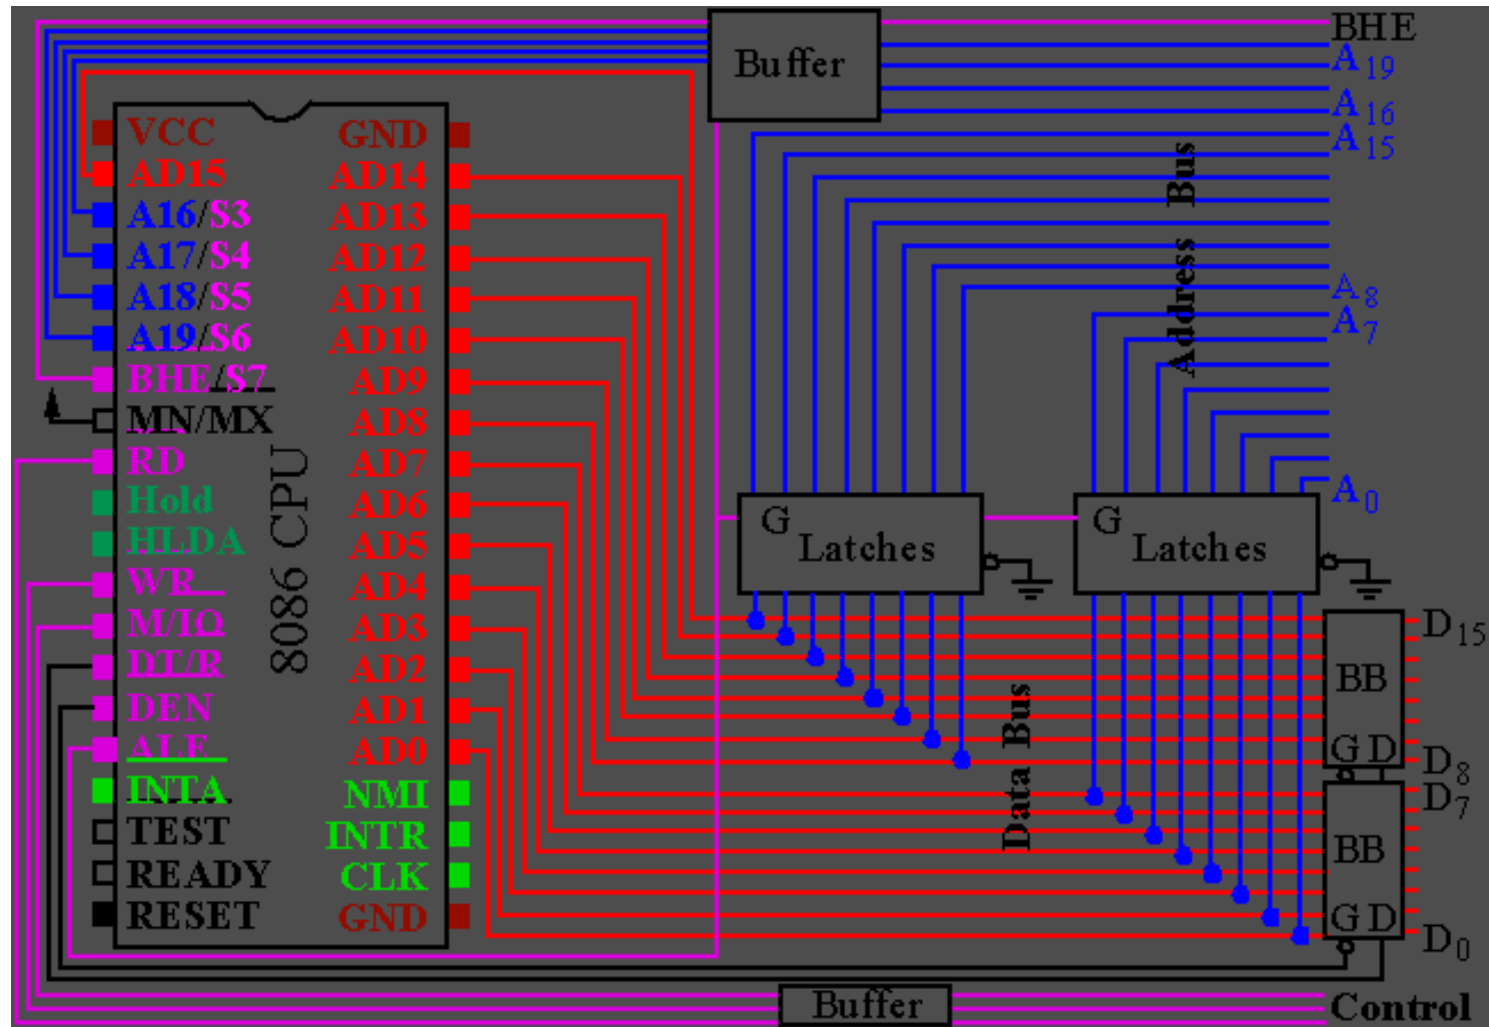 BHE
Buffer
A19
A16
A15
VCC
GND
AD15
AD14
A16/S3
AD13
A17/S4
AD12
A18/S5
AD11
A19/S6
AD10
BHE/S7
AD9
MN/MX
AD8
RD
AD7
Hold
AD6
HLDA
AD5
WR
AD4
M/IO
AD3
DT/R
AD2
DEN
AD1
ALE
AD0
INTA
NMI
TEST
INTR
READY
CLK
RESET
GND
8086 CPU
Address Bus
A8
A7
A0
G
Latches
G
Latches
Data Bus
D15
BB
G D
D8
D7
BB
G D
D0
Buffer
Control